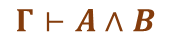 𝚪 ⊢ 𝑨 ∧ 𝑩